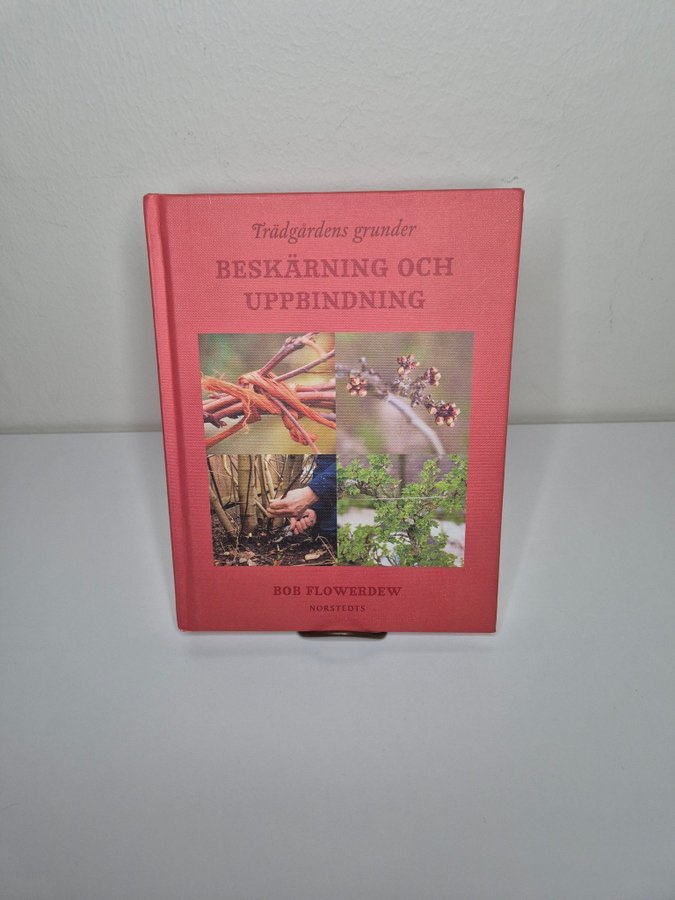 Trädgårdens grunder
BESKÄRNING OCH
UPPBINDNING
BOB FLOWERDEW
NORSTEDTS